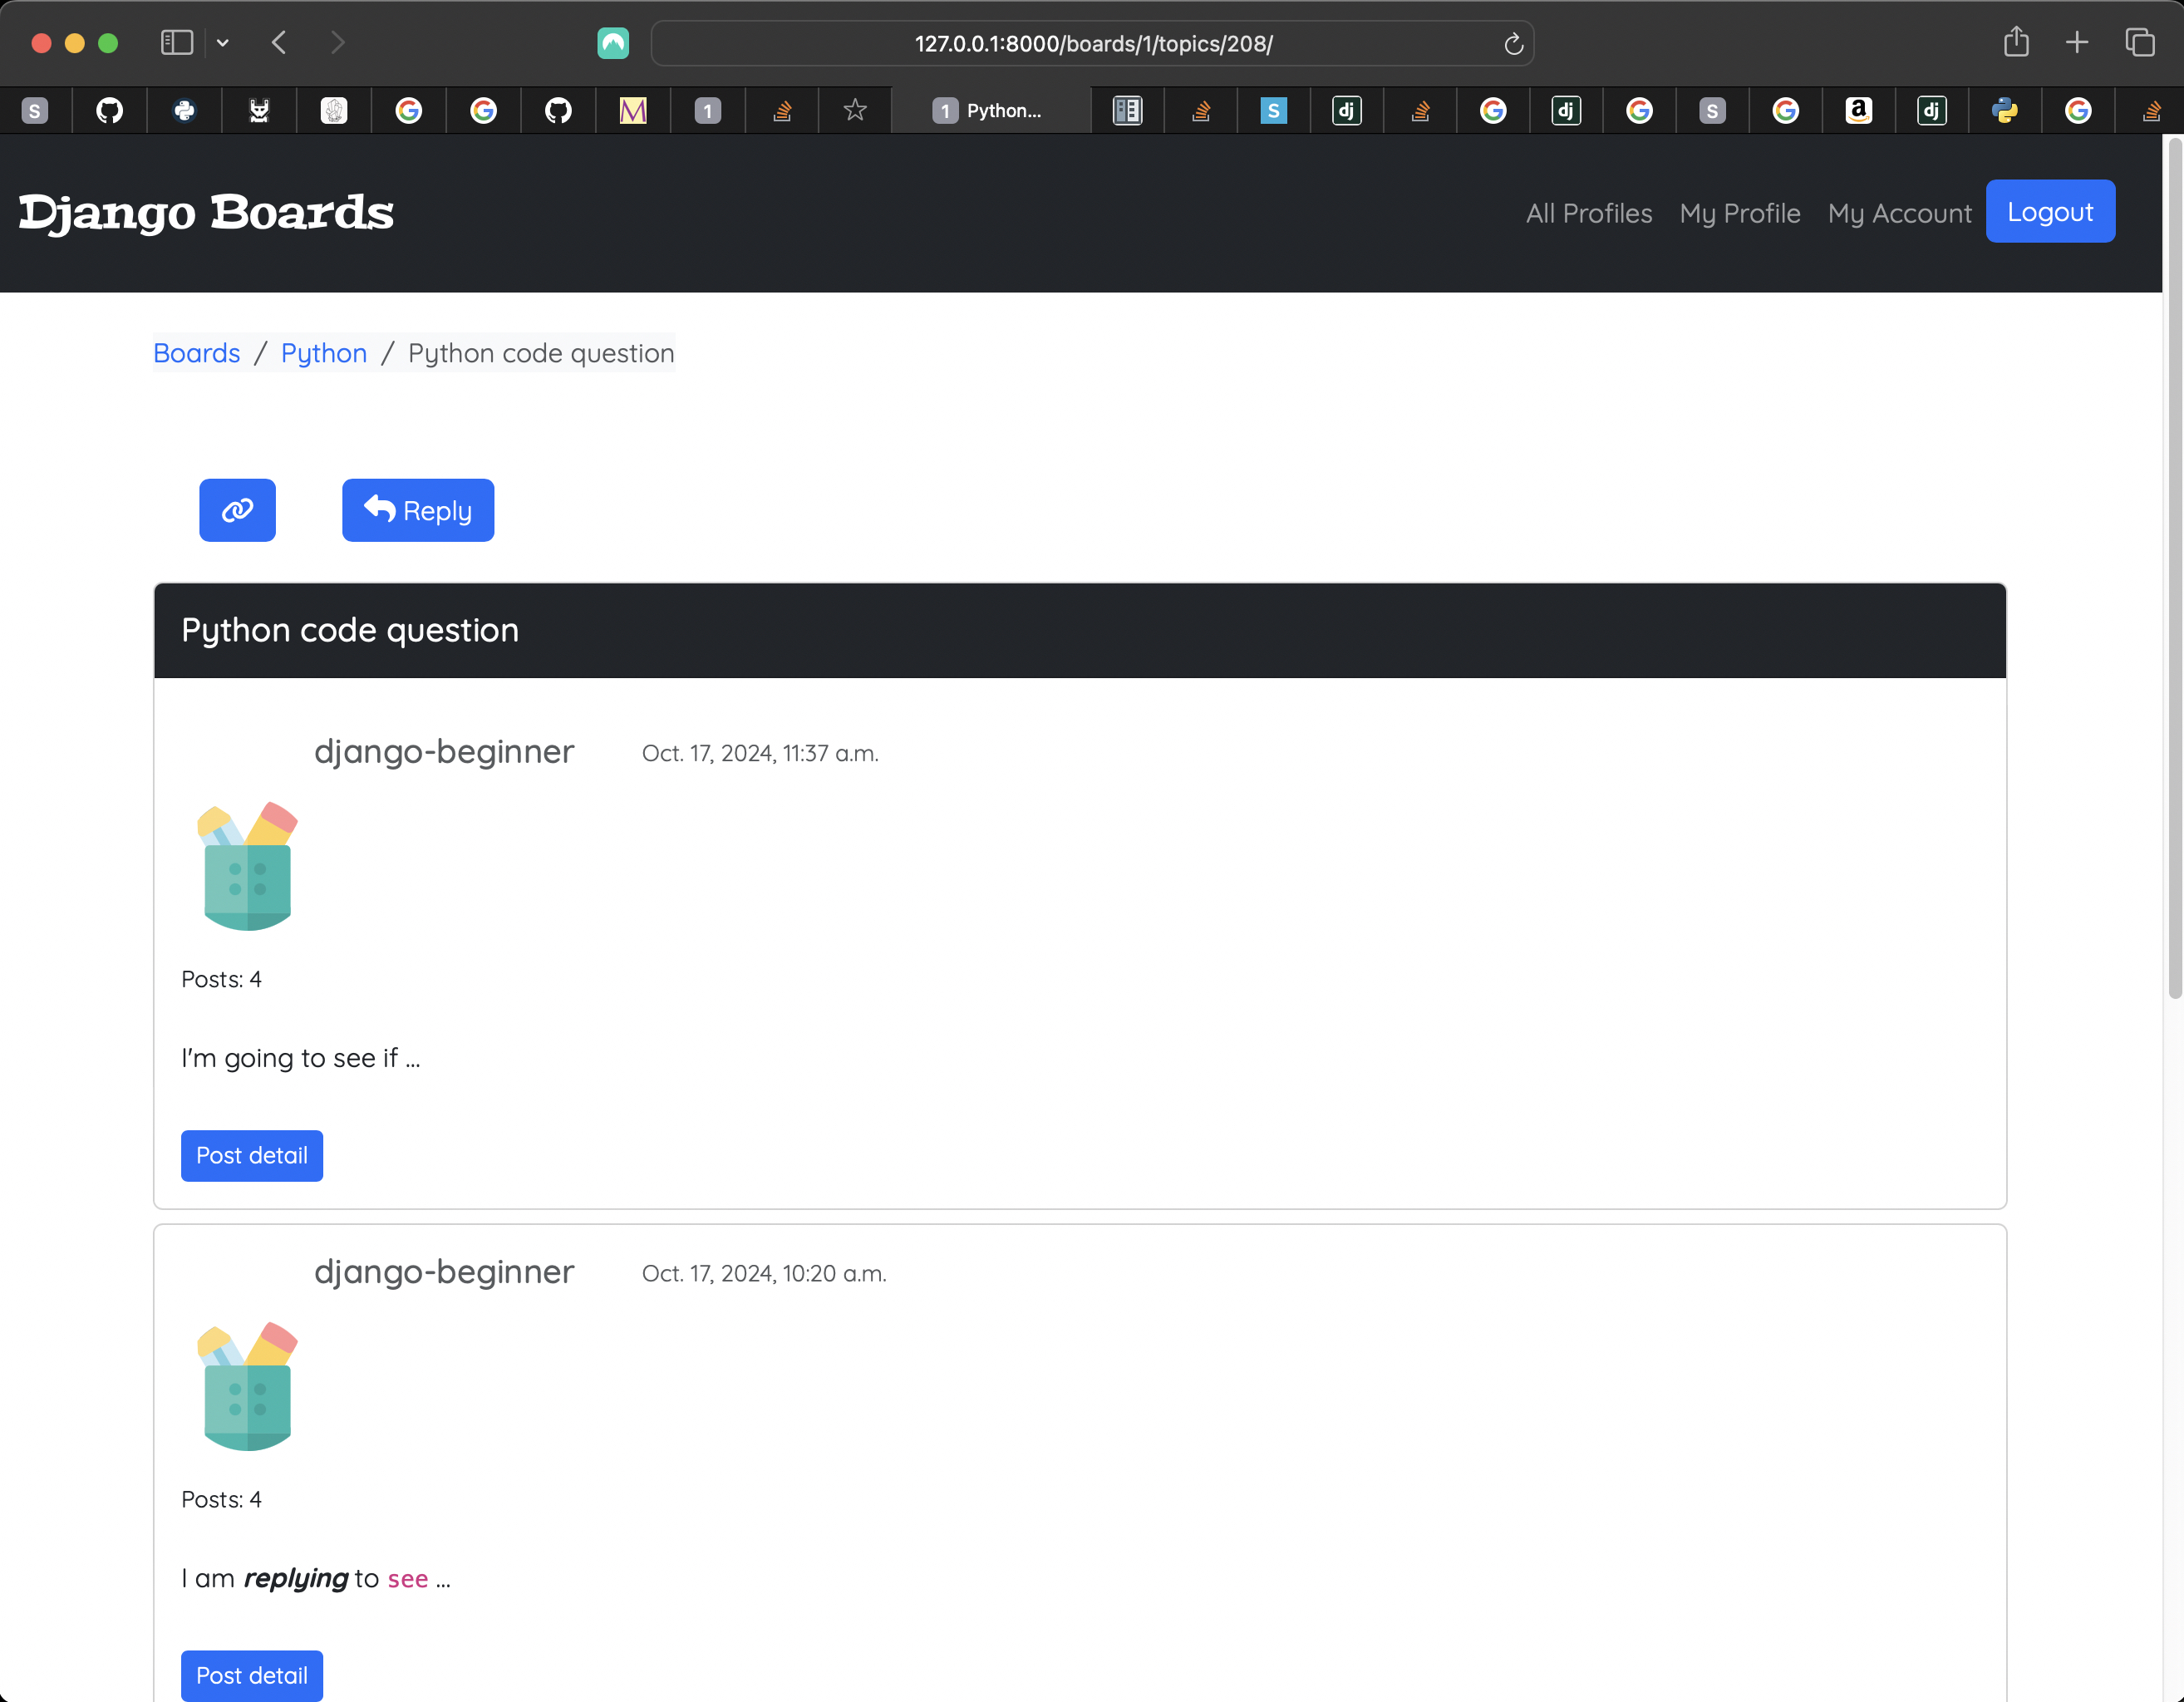 127.0.0.1:8000/boards/1/topics/208/
S 1 1 Python... S dj dj S a dj
Django Boards All Profiles My Profile My Account Logout
Boards / Python / Python code question
Reply
Python code question
django-beginner Oct. 17, 2024, 11:37 a.m.
Posts: 4
I'm going to see if ...
Post detail
django-beginner Oct. 17, 2024, 10:20 a.m.
Posts: 4
I am replying to see ...
Post detail